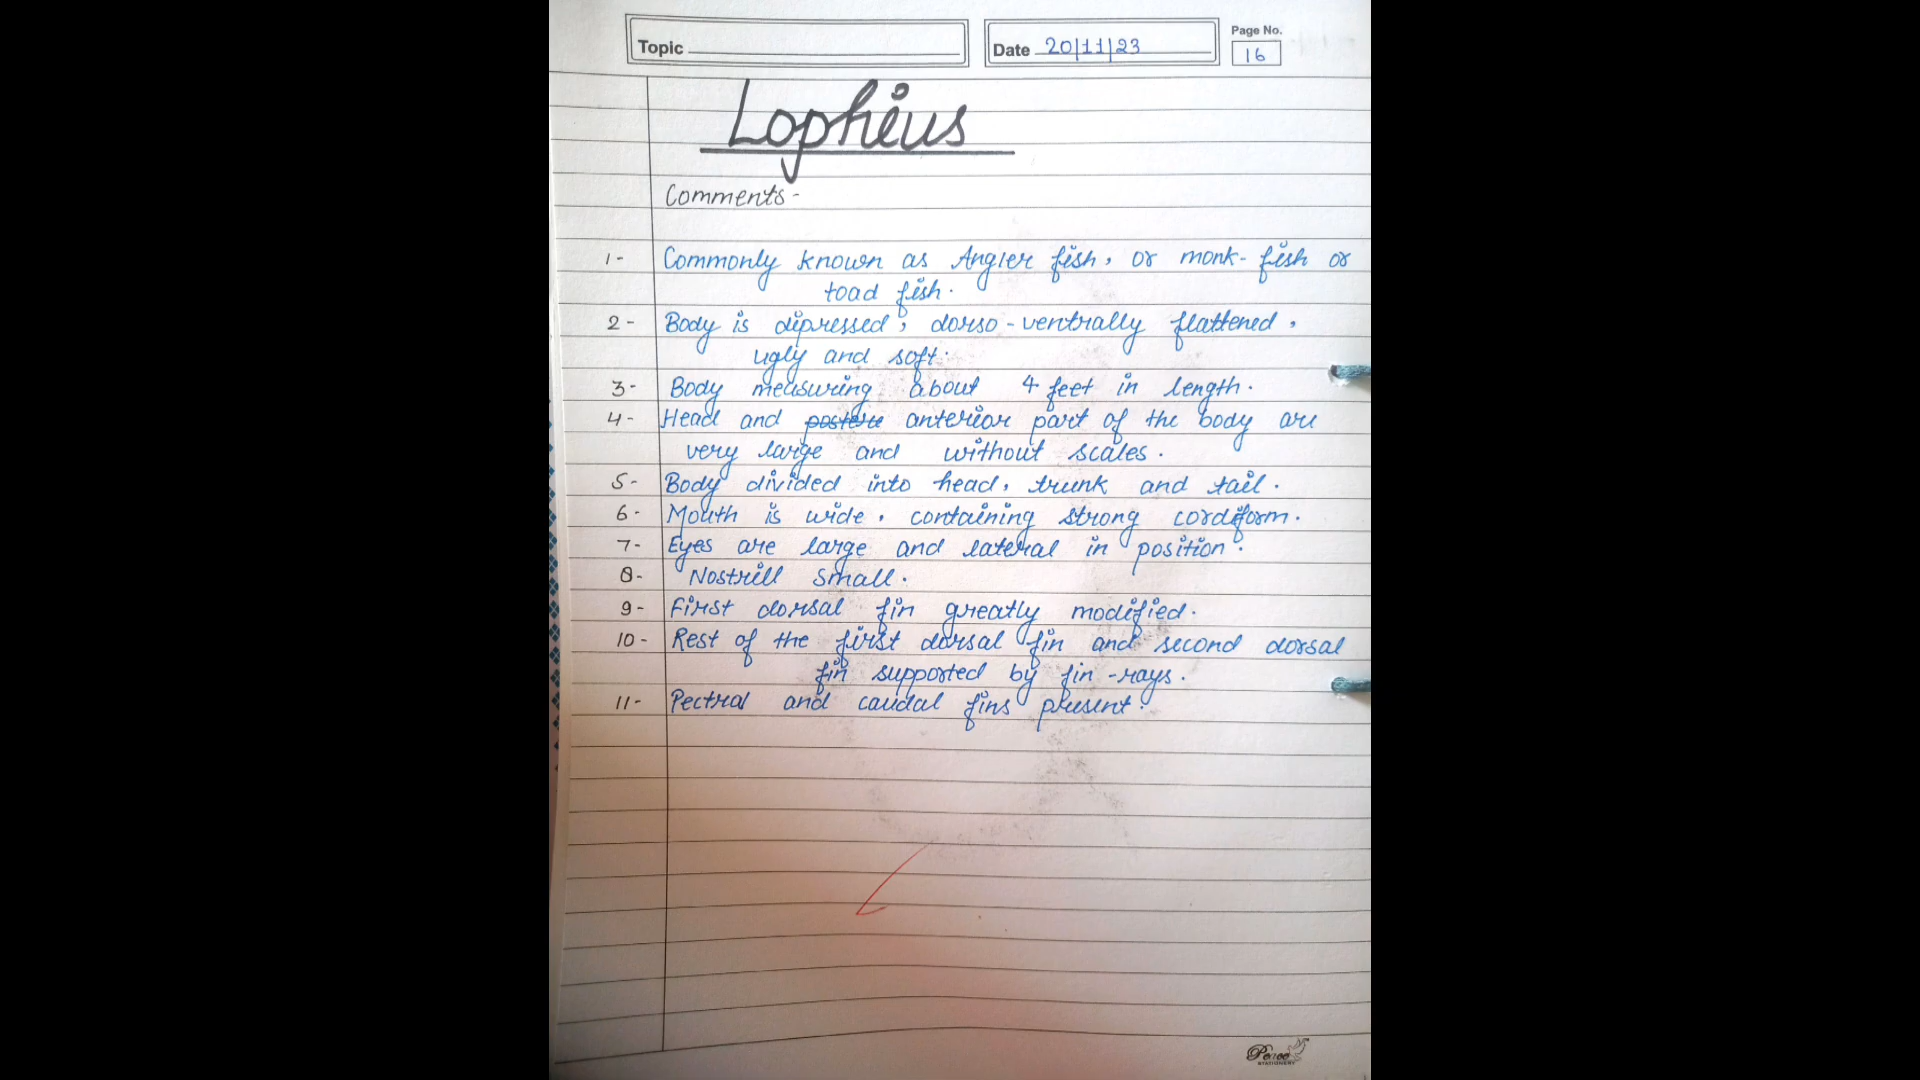 Topic
Date 20|11|23
Page No.
16
Lophius
Comments-
1- Commonly known as Angler fish, or monk-fish or
toad fish.
2- Body is dipressed, dorso-ventrally flattened,
ugly and soft.
3- Body measuring about 4 feet in length.
4- Head and postere anterior part of the body are
very large and without scales.
5- Body divided into head, trunk and tail.
6- Mouth is wide, containing strong cordiform.
7- Eyes are large and lateral in position.
8- Nostrill small.
9- First dorsal fin greatly modified.
10- Rest of the first dorsal fin and second dorsal
fin supported by fin-rays.
11- Pectral and caudal fins present.
Peace
STATIONERY